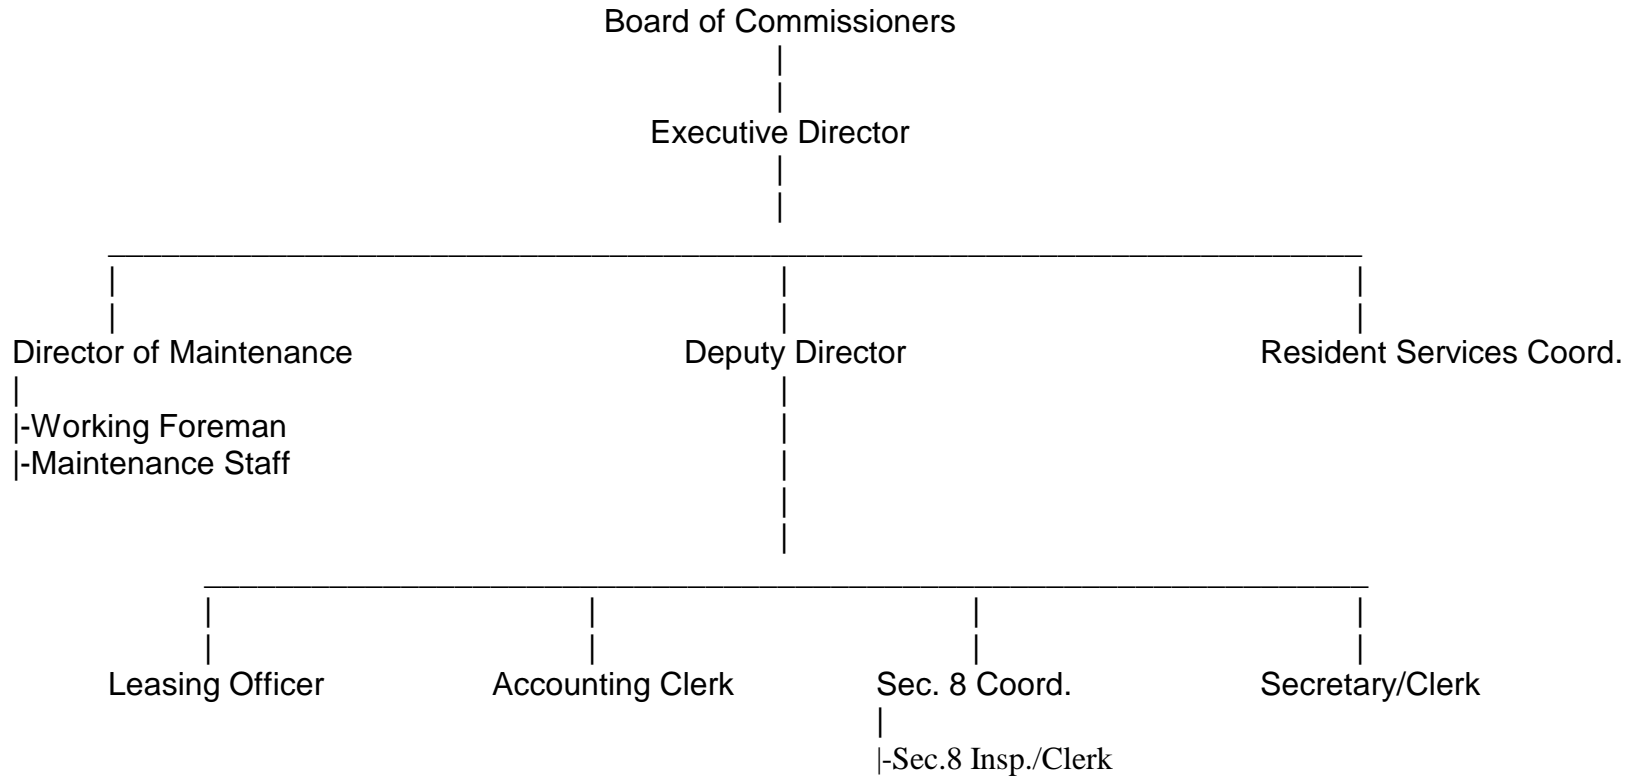 Board of Commissioners
Executive Director
Director of Maintenance Deputy Director Resident Services Coord.
|-Working Foreman
|-Maintenance Staff
Leasing Officer Accounting Clerk Sec. 8 Coord. Secretary/Clerk
|-Sec.8 Insp./Clerk